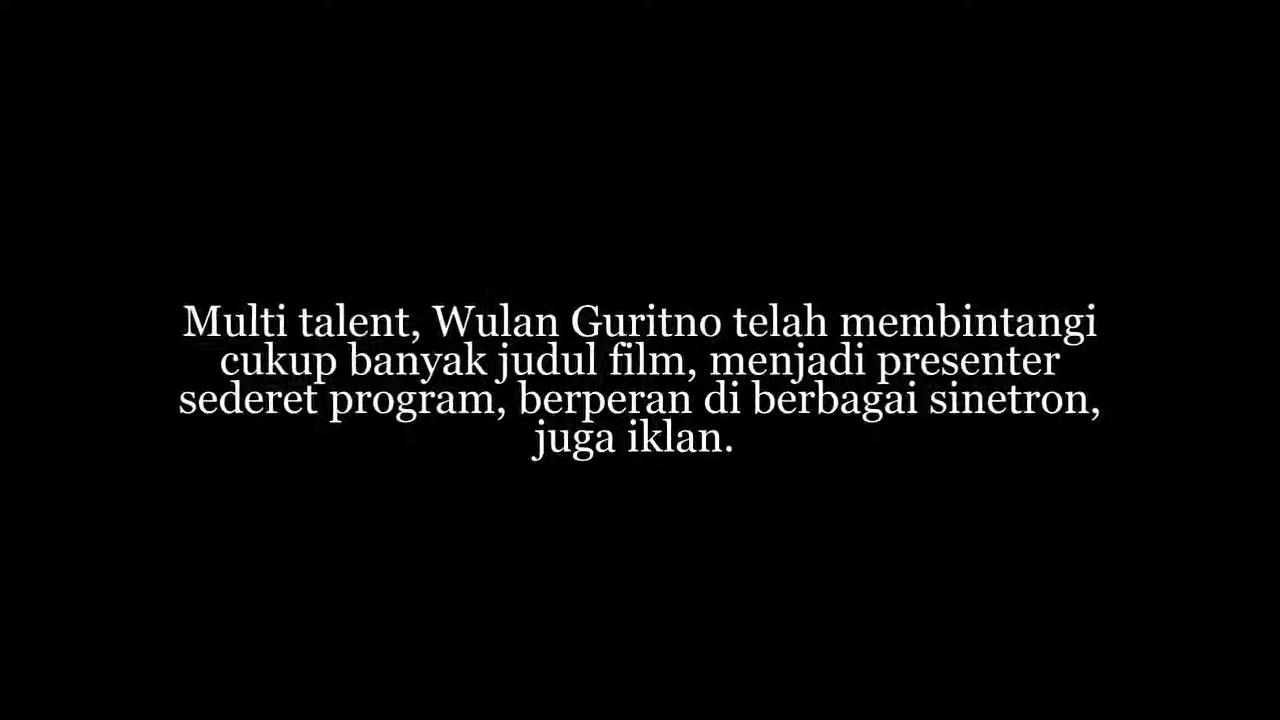 Multi talent, Wulan Guritno telah membintangi
cukup banyak judul film, menjadi presenter
sederet program, berperan di berbagai sinetron,
juga iklan.